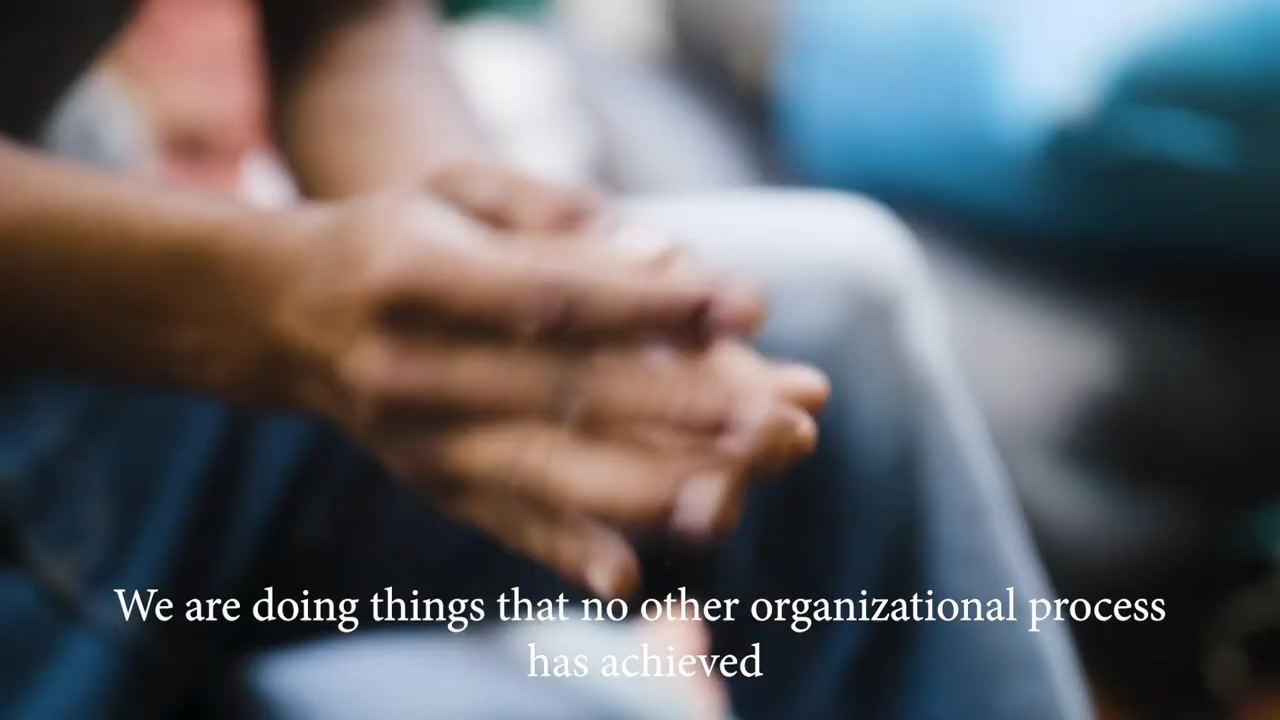 We are doing things that no other organizational process
has achieved